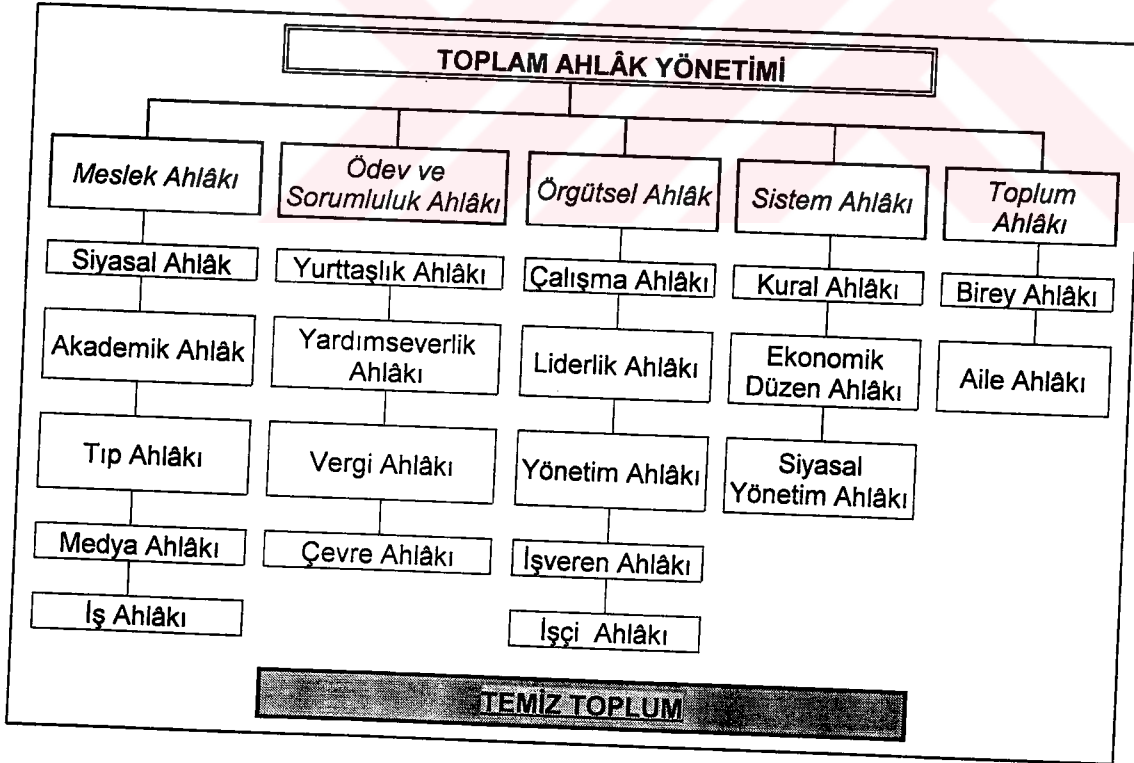 TOPLAM AHLÂK YÖNETİMİ
Meslek Ahlâkı
Siyasal Ahlâk
Akademik Ahlâk
Tıp Ahlâkı
Medya Ahlâkı
İş Ahlâkı
Ödev ve
Sorumluluk Ahlâkı
Yurttaşlık Ahlâkı
Yardımseverlik
Ahlâkı
Vergi Ahlâkı
Çevre Ahlâkı
Örgütsel Ahlâk
Çalışma Ahlâkı
Liderlik Ahlâkı
Yönetim Ahlâkı
İşveren Ahlâkı
İşçi Ahlâkı
Sistem Ahlâkı
Kural Ahlâkı
Ekonomik
Düzen Ahlâkı
Siyasal
Yönetim Ahlâkı
Toplum
Ahlâkı
Birey Ahlâkı
Aile Ahlâkı
TEMİZ TOPLUM